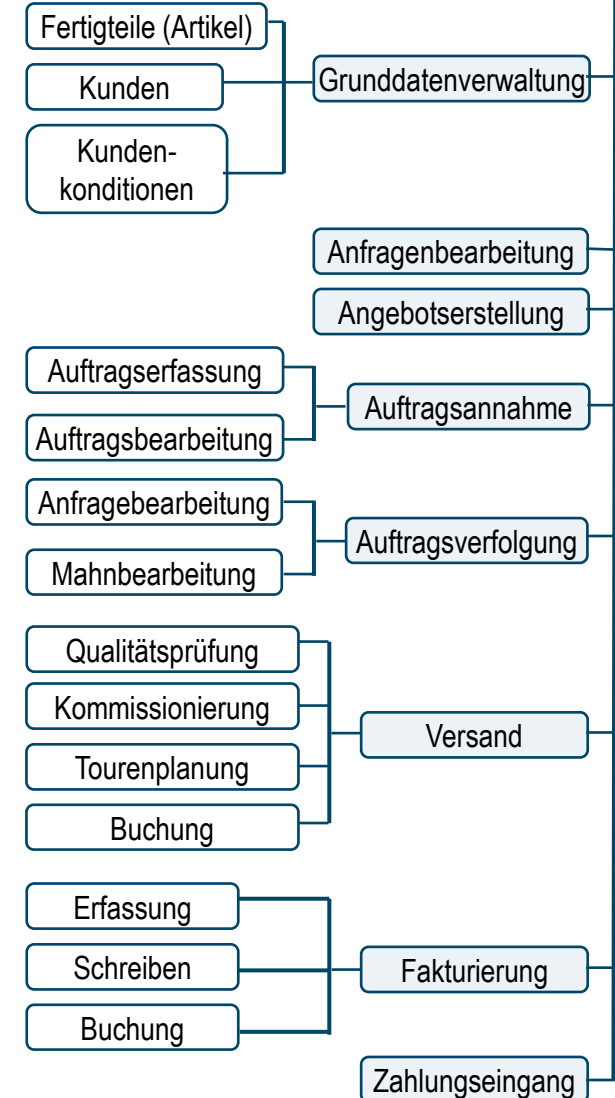 Fertigteile (Artikel)
Kunden
Kunden-
konditionen
Grunddatenverwaltung
Anfragenbearbeitung
Angebotserstellung
Auftragserfassung
Auftragsbearbeitung
Auftragsannahme
Anfragebearbeitung
Mahnbearbeitung
Auftragsverfolgung
Qualitätsprüfung
Kommissionierung
Tourenplanung
Buchung
Versand
Erfassung
Schreiben
Buchung
Fakturierung
Zahlungseingang